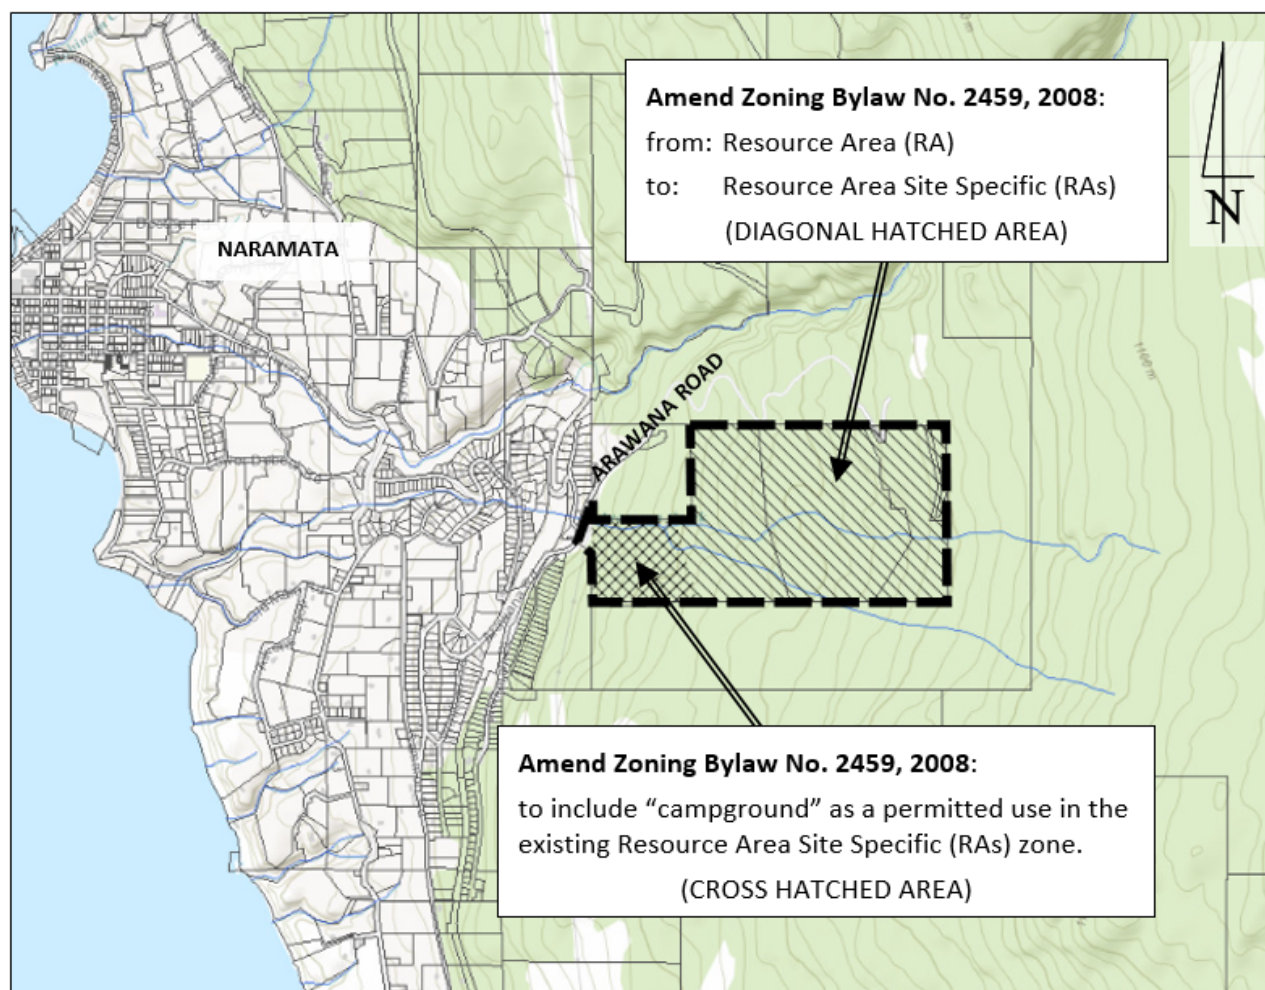 Amend Zoning Bylaw No. 2459, 2008:
from: Resource Area (RA)
to: Resource Area Site Specific (RAs)
(DIAGONAL HATCHED AREA)
N
NARAMATA
1100 m
ARAWANA ROAD
Amend Zoning Bylaw No. 2459, 2008:
to include “campground” as a permitted use in the
existing Resource Area Site Specific (RAs) zone.
(CROSS HATCHED AREA)